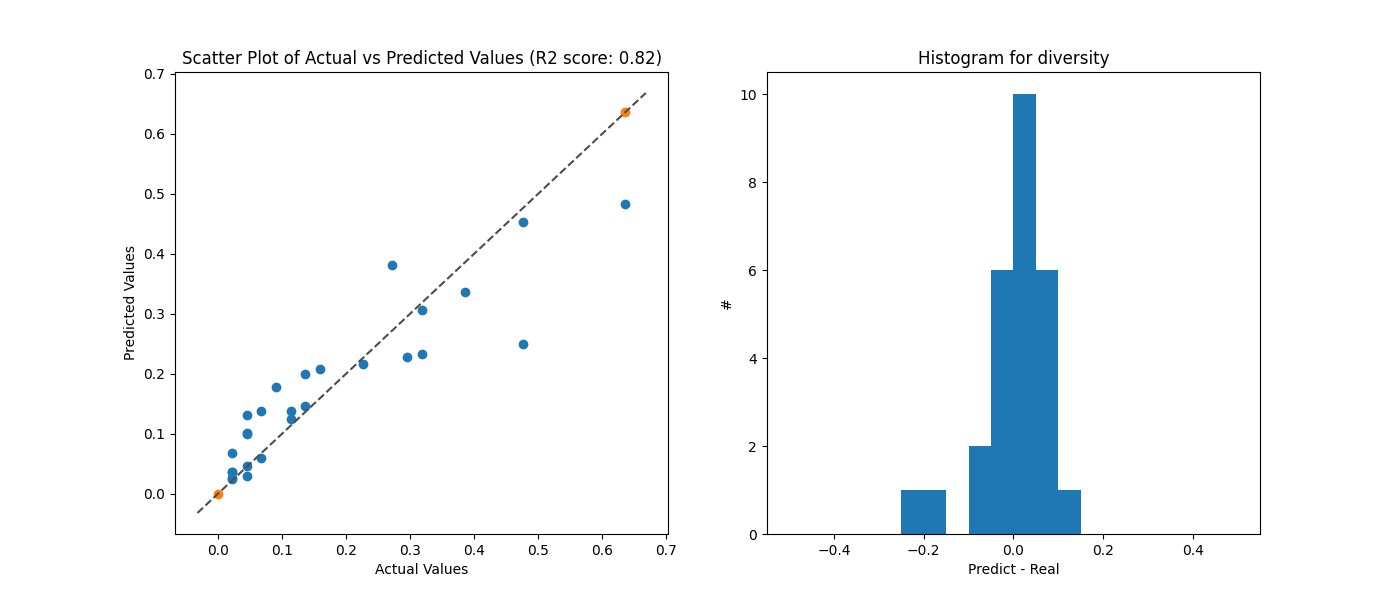 Scatter Plot of Actual vs Predicted Values (R2 score: 0.82)
0.7
0.6
0.5
0.4
0.3
0.2
0.1
0.0
Predicted Values
0.0 0.1 0.2 0.3 0.4 0.5 0.6 0.7
Actual Values
Histogram for diversity
10
8
6
4
2
0
#
−0.4 −0.2 0.0 0.2 0.4
Predict - Real